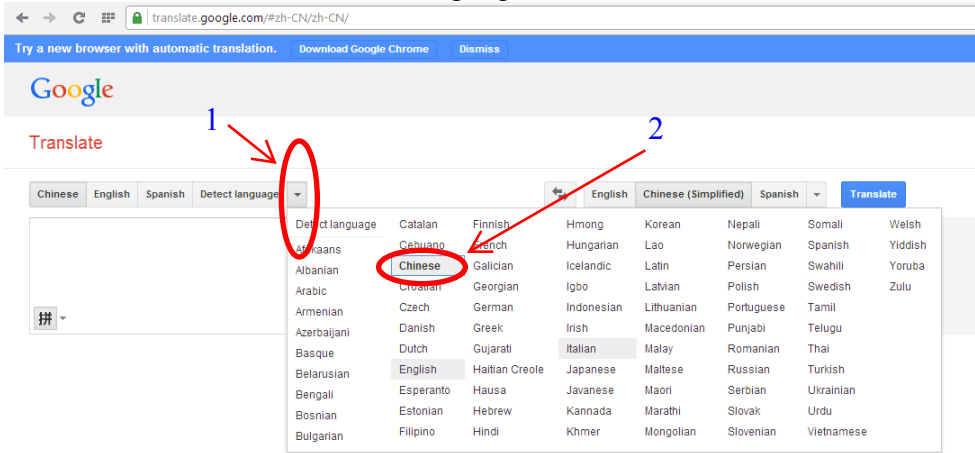 translate.google.com/#zh-CN/zh-CN/
Try a new browser with automatic translation. Download Google Chrome Dismiss
Google
1
2
Translate
Chinese English Spanish Detect language English Chinese (Simplified) Spanish Translate
Detect language Catalan Finnish Hmong Korean Nepali Somali Welsh
Afrikaans Cebuano French Hungarian Lao Norwegian Spanish Yiddish
Albanian Chinese Galician Icelandic Latin Persian Swahili Yoruba
Arabic Croatian Georgian Igbo Latvian Polish Swedish Zulu
Armenian Czech German Indonesian Lithuanian Portuguese Tamil
拼
Azerbaijani Danish Greek Irish Macedonian Punjabi Telugu
Basque Dutch Gujarati Italian Malay Romanian Thai
Belarusian English Haitian Creole Japanese Maltese Russian Turkish
Bengali Esperanto Hausa Javanese Maori Serbian Ukrainian
Bosnian Estonian Hebrew Kannada Marathi Slovak Urdu
Bulgarian Filipino Hindi Khmer Mongolian Slovenian Vietnamese